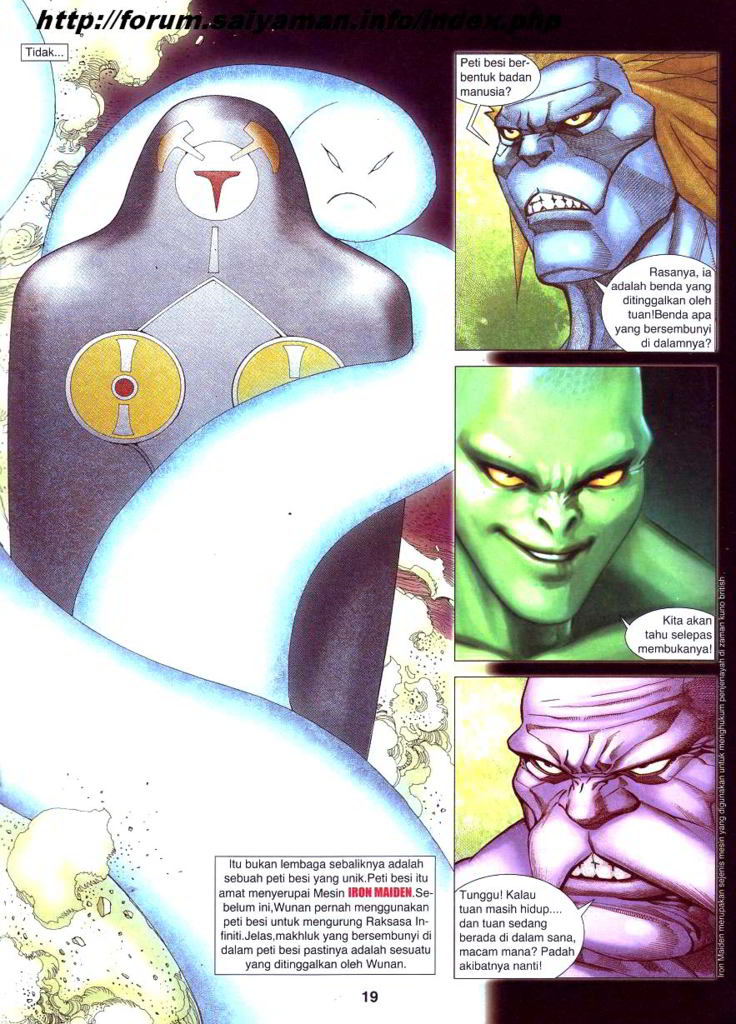 http://forum.saiyaman.info/index.php
Tidak...
Peti besi ber-
bentuk badan
manusia?
Rasanya, ia
adalah benda yang
ditinggalkan oleh
tuan!Benda apa
yang bersembunyi
di dalamnya?
Kita akan
tahu selepas
membukanya!
Tunggu! Kalau
tuan masih hidup....
dan tuan sedang
berada di dalam sana,
macam mana? Padah
akibatnya nanti!
Itu bukan lembaga sebaliknya adalah
sebuah peti besi yang unik.Peti besi itu
amat menyerupai Mesin IRON MAIDEN.Se-
belum ini,Wunan pernah menggunakan
peti besi untuk mengurung Raksasa In-
finiti.Jelas,makhluk yang bersembunyi di
dalam peti besi pastinya adalah sesuatu
yang ditinggalkan oleh Wunan.
Iron Maiden merupakan sejenis mesin yang digunakan untuk menghukum penjenayah di zaman kuno british .
19